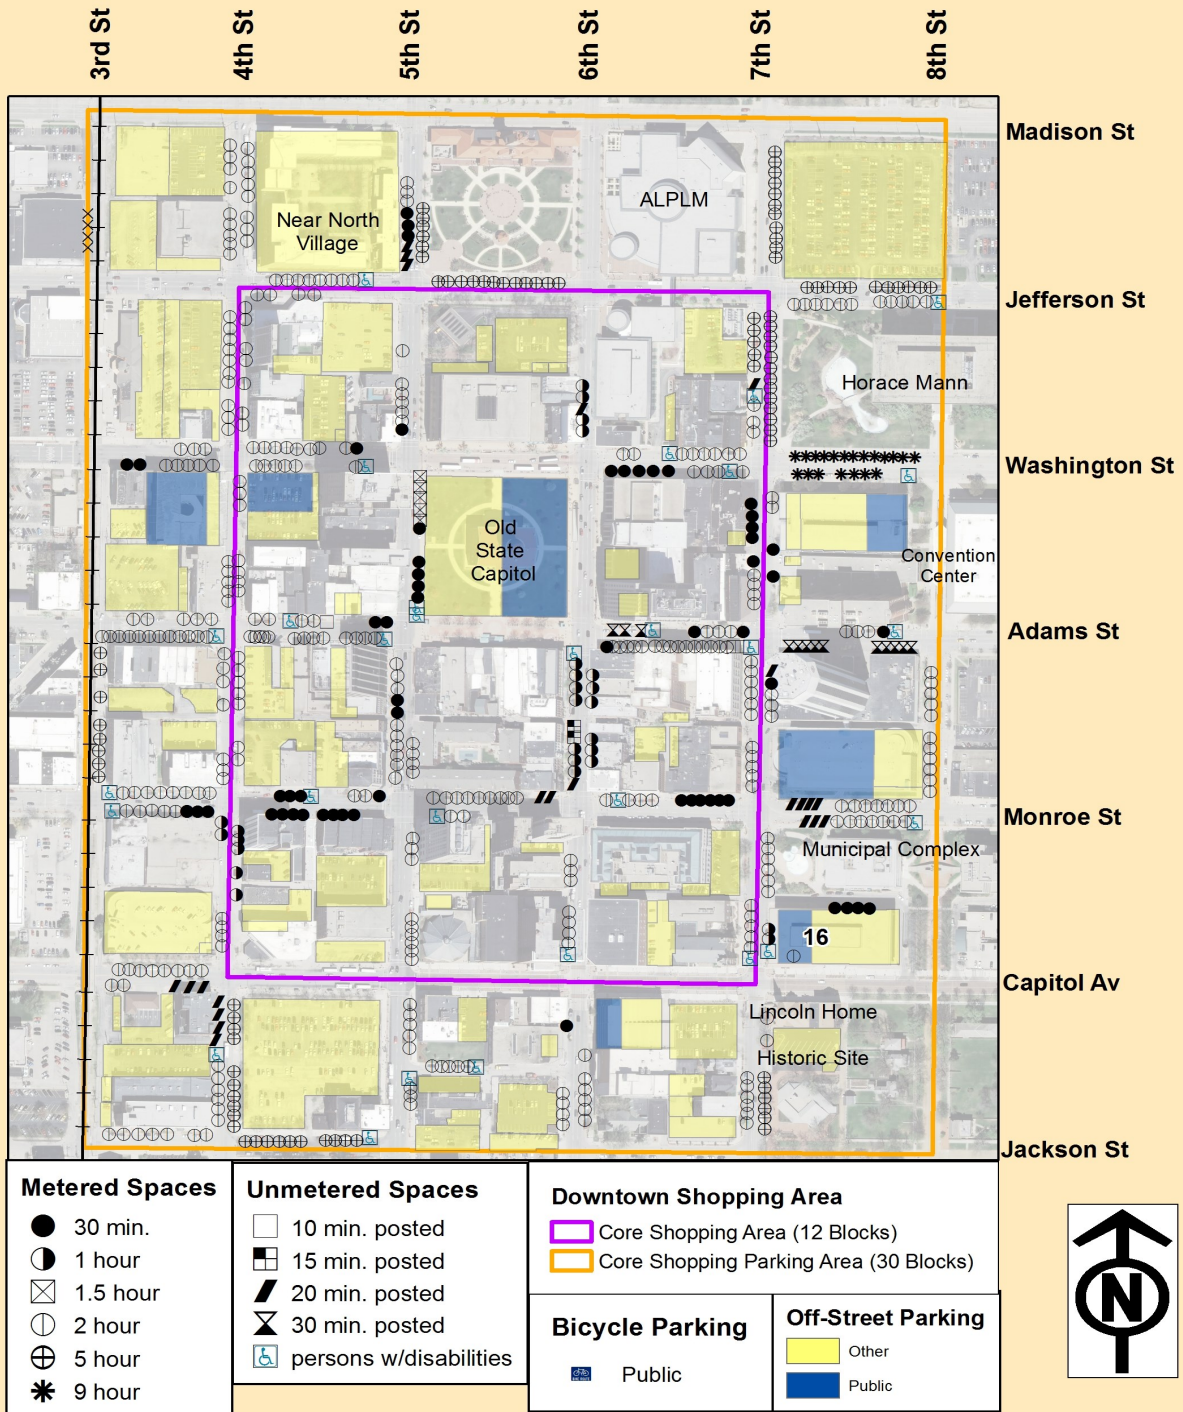 3rd St
4th St
5th St
6th St
7th St
8th St
Madison St
Jefferson St
Washington St
Adams St
Monroe St
Capitol Av
Jackson St
Near North
Village
ALPLM
Horace Mann
Old
State
Capitol
Convention
Center
Municipal Complex
16
Lincoln Home
Historic Site
Metered Spaces
30 min.
1 hour
1.5 hour
2 hour
5 hour
9 hour
Unmetered Spaces
10 min. posted
15 min. posted
20 min. posted
30 min. posted
persons w/disabilities
Downtown Shopping Area
Core Shopping Area (12 Blocks)
Core Shopping Parking Area (30 Blocks)
Bicycle Parking
Public
Off-Street Parking
Other
Public
N